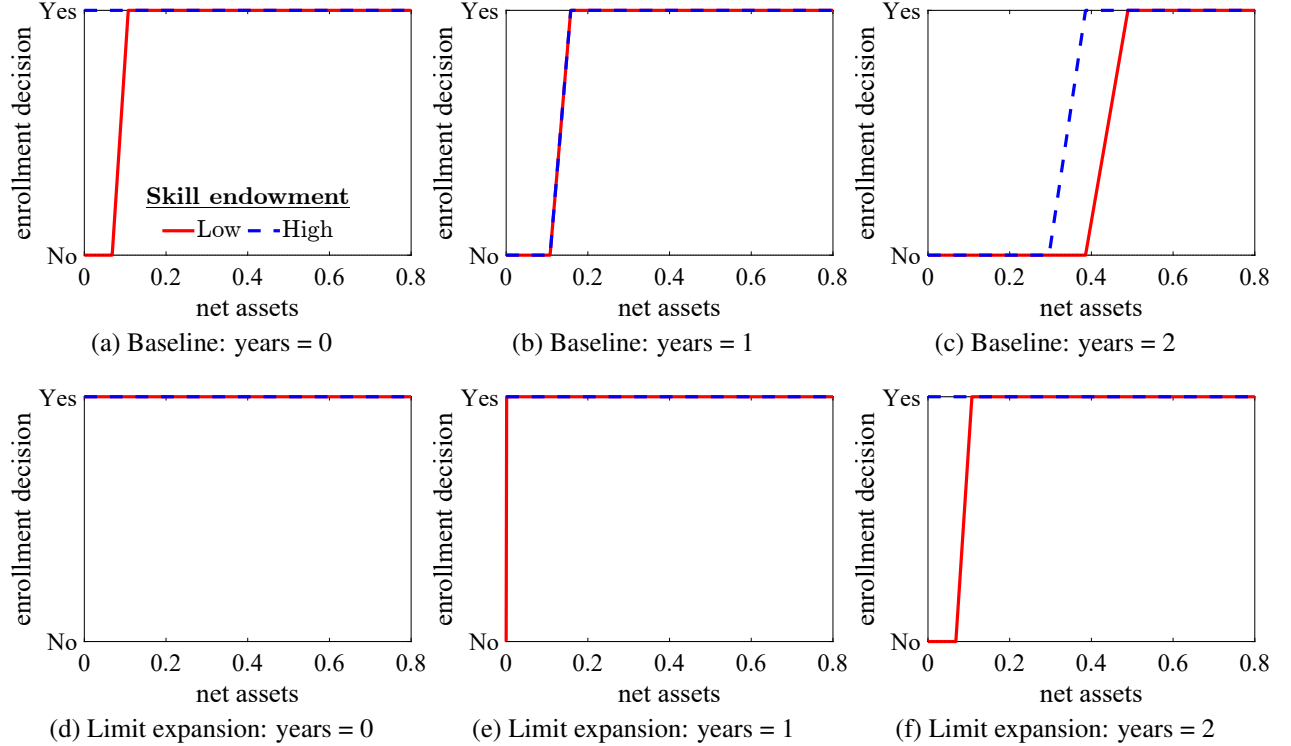 Yes
enrollment decision
Skill endowment
Low High
No
0 0.2 0.4 0.6 0.8
net assets
(a) Baseline: years = 0
Yes
enrollment decision
No
0 0.2 0.4 0.6 0.8
net assets
(b) Baseline: years = 1
Yes
enrollment decision
No
0 0.2 0.4 0.6 0.8
net assets
(c) Baseline: years = 2
Yes
enrollment decision
No
0 0.2 0.4 0.6 0.8
net assets
(d) Limit expansion: years = 0
Yes
enrollment decision
No
0 0.2 0.4 0.6 0.8
net assets
(e) Limit expansion: years = 1
Yes
enrollment decision
No
0 0.2 0.4 0.6 0.8
net assets
(f) Limit expansion: years = 2